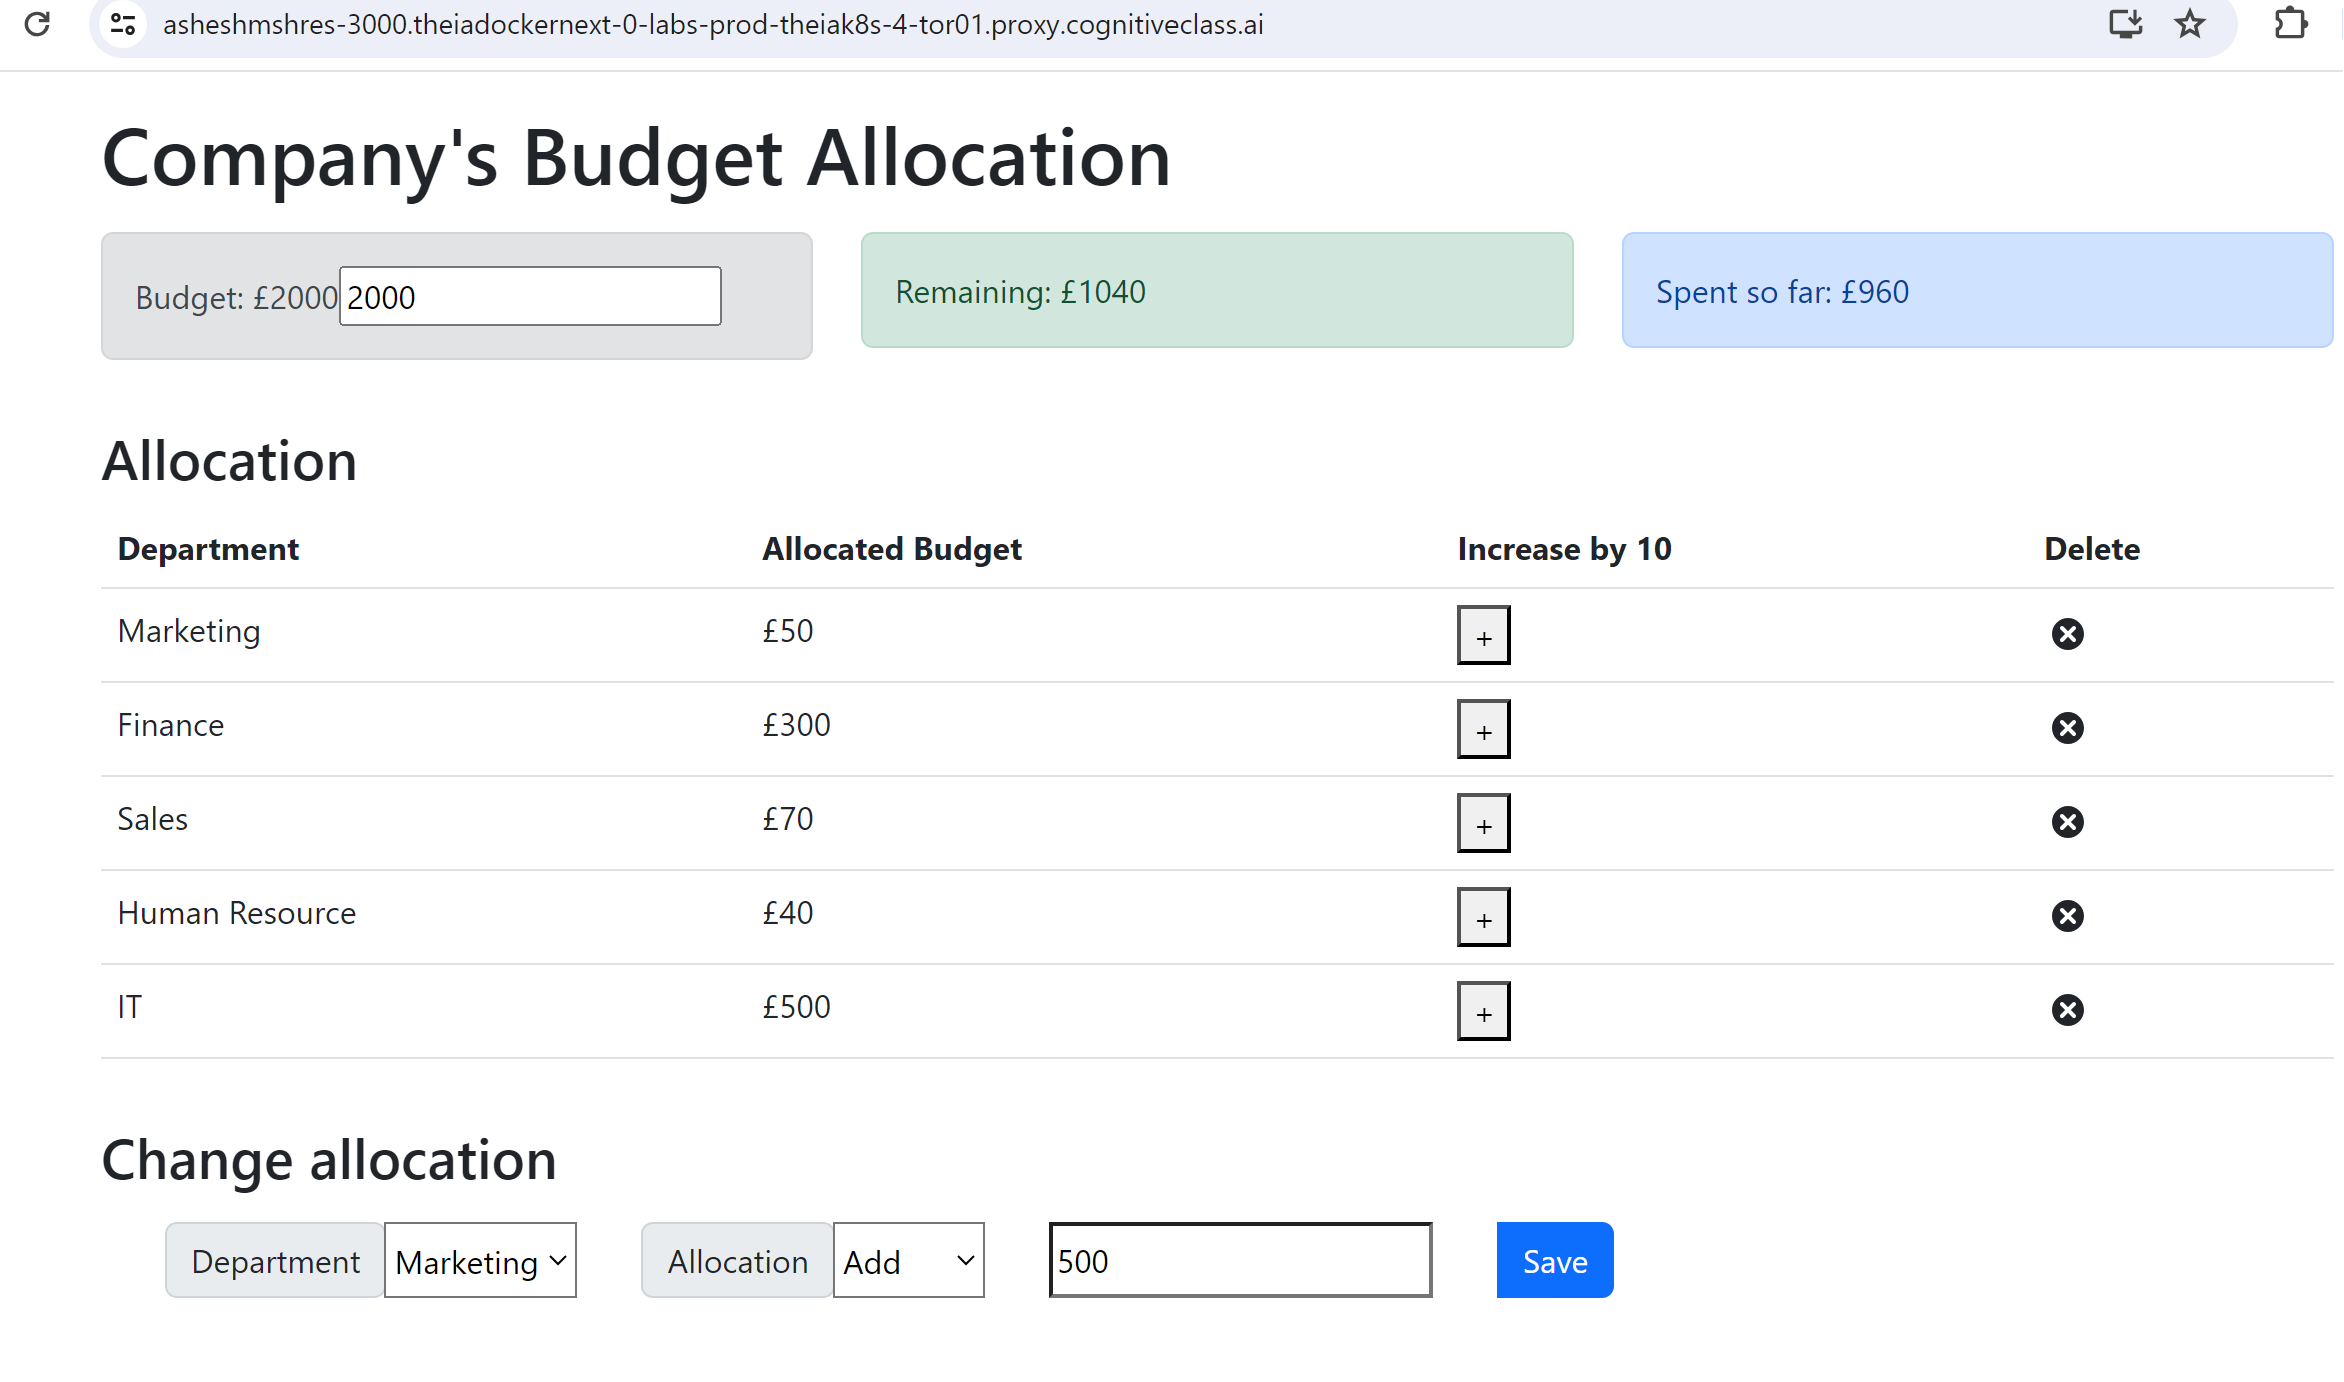 asheshmshres-3000.theiadockernext-0-labs-prod-theiak8s-4-tor01.proxy.cognitiveclass.ai
Company's Budget Allocation
Budget: £2000 2000
Remaining: £1040
Spent so far: £960
Allocation
Department Allocated Budget Increase by 10 Delete
Marketing £50 +
Finance £300 +
Sales £70 +
Human Resource £40 +
IT £500 +
Change allocation
Department Marketing Allocation Add 500 Save